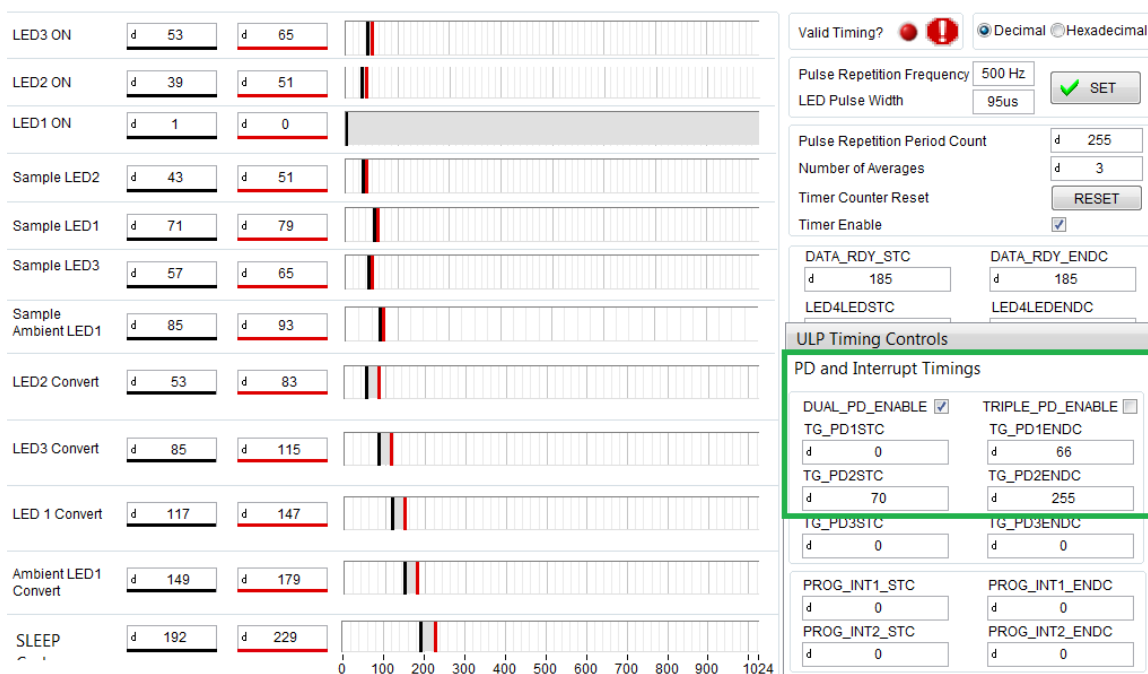 LED3 ON d 53 d 65
LED2 ON d 39 d 51
LED1 ON d 1 d 0
Sample LED2 d 43 d 51
Sample LED1 d 71 d 79
Sample LED3 d 57 d 65
Sample
Ambient LED1 d 85 d 93
LED2 Convert d 53 d 83
LED3 Convert d 85 d 115
LED 1 Convert d 117 d 147
Ambient LED1
Convert d 149 d 179
SLEEP d 192 d 229
0 100 200 300 400 500 600 700 800 900 1024
Valid Timing? Decimal Hexadecimal
Pulse Repetition Frequency 500 Hz
LED Pulse Width 95us
SET
Pulse Repetition Period Count d 255
Number of Averages d 3
Timer Counter Reset RESET
Timer Enable
DATA_RDY_STC DATA_RDY_ENDC
d 185 d 185
LED4LEDSTC LED4LEDENDC
ULP Timing Controls
PD and Interrupt Timings
DUAL_PD_ENABLE TRIPLE_PD_ENABLE
TG_PD1STC TG_PD1ENDC
d 0 d 66
TG_PD2STC TG_PD2ENDC
d 70 d 255
TG_PD3STC TG_PD3ENDC
d 0 d 0
PROG_INT1_STC PROG_INT1_ENDC
d 0 d 0
PROG_INT2_STC PROG_INT2_ENDC
d 0 d 0